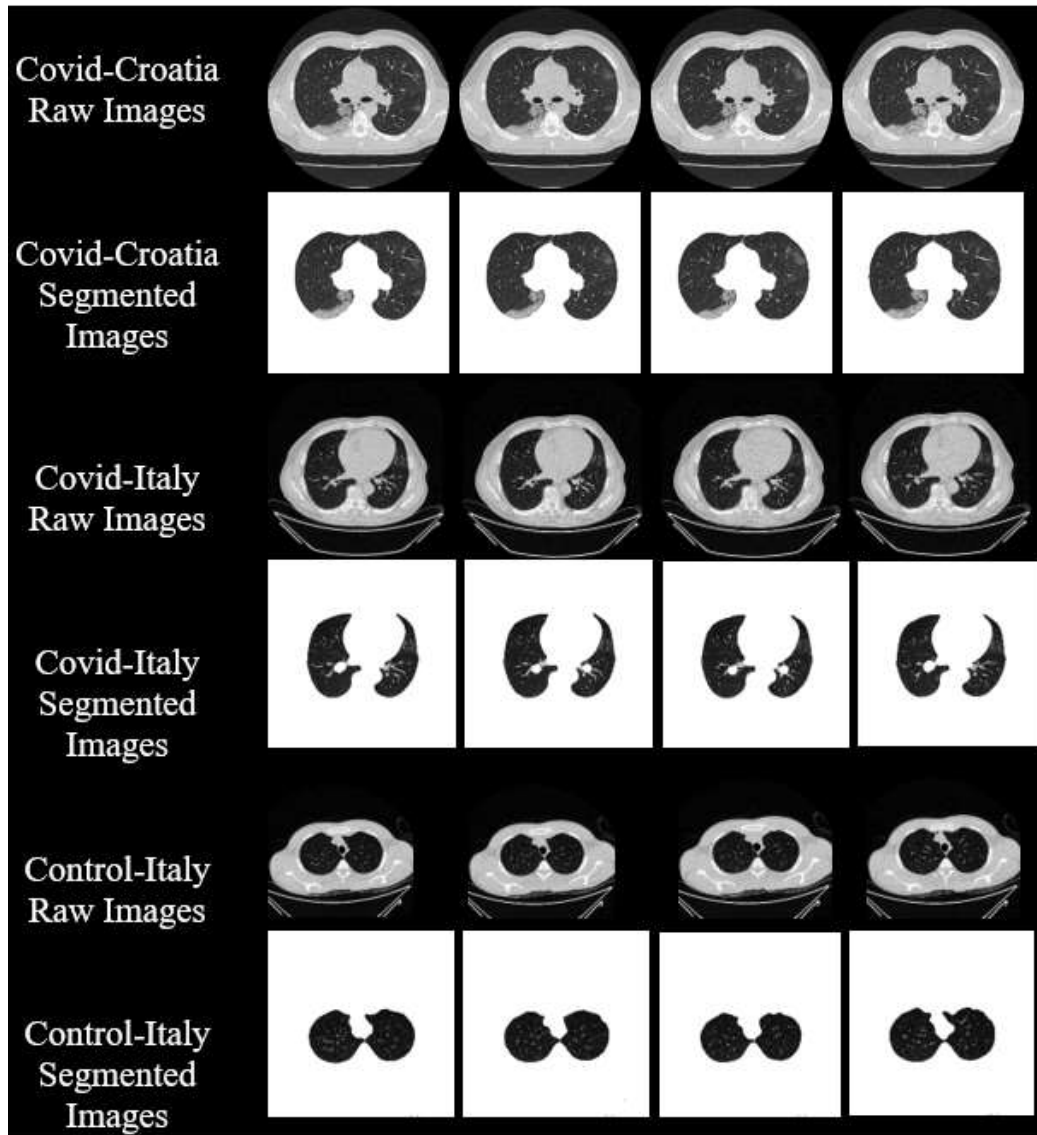 Covid-Croatia
Raw Images
Covid-Croatia
Segmented
Images
Covid-Italy
Raw Images
Covid-Italy
Segmented
Images
Control-Italy
Raw Images
Control-Italy
Segmented
Images